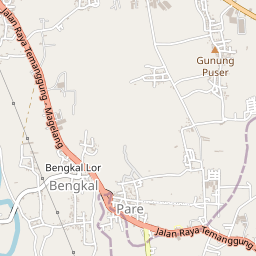 Jalan Raya Temanggung - Magelang
Gunung
Puser
Bengkal Lor
Bengkal
Pare
Jalan Raya Temanggung -